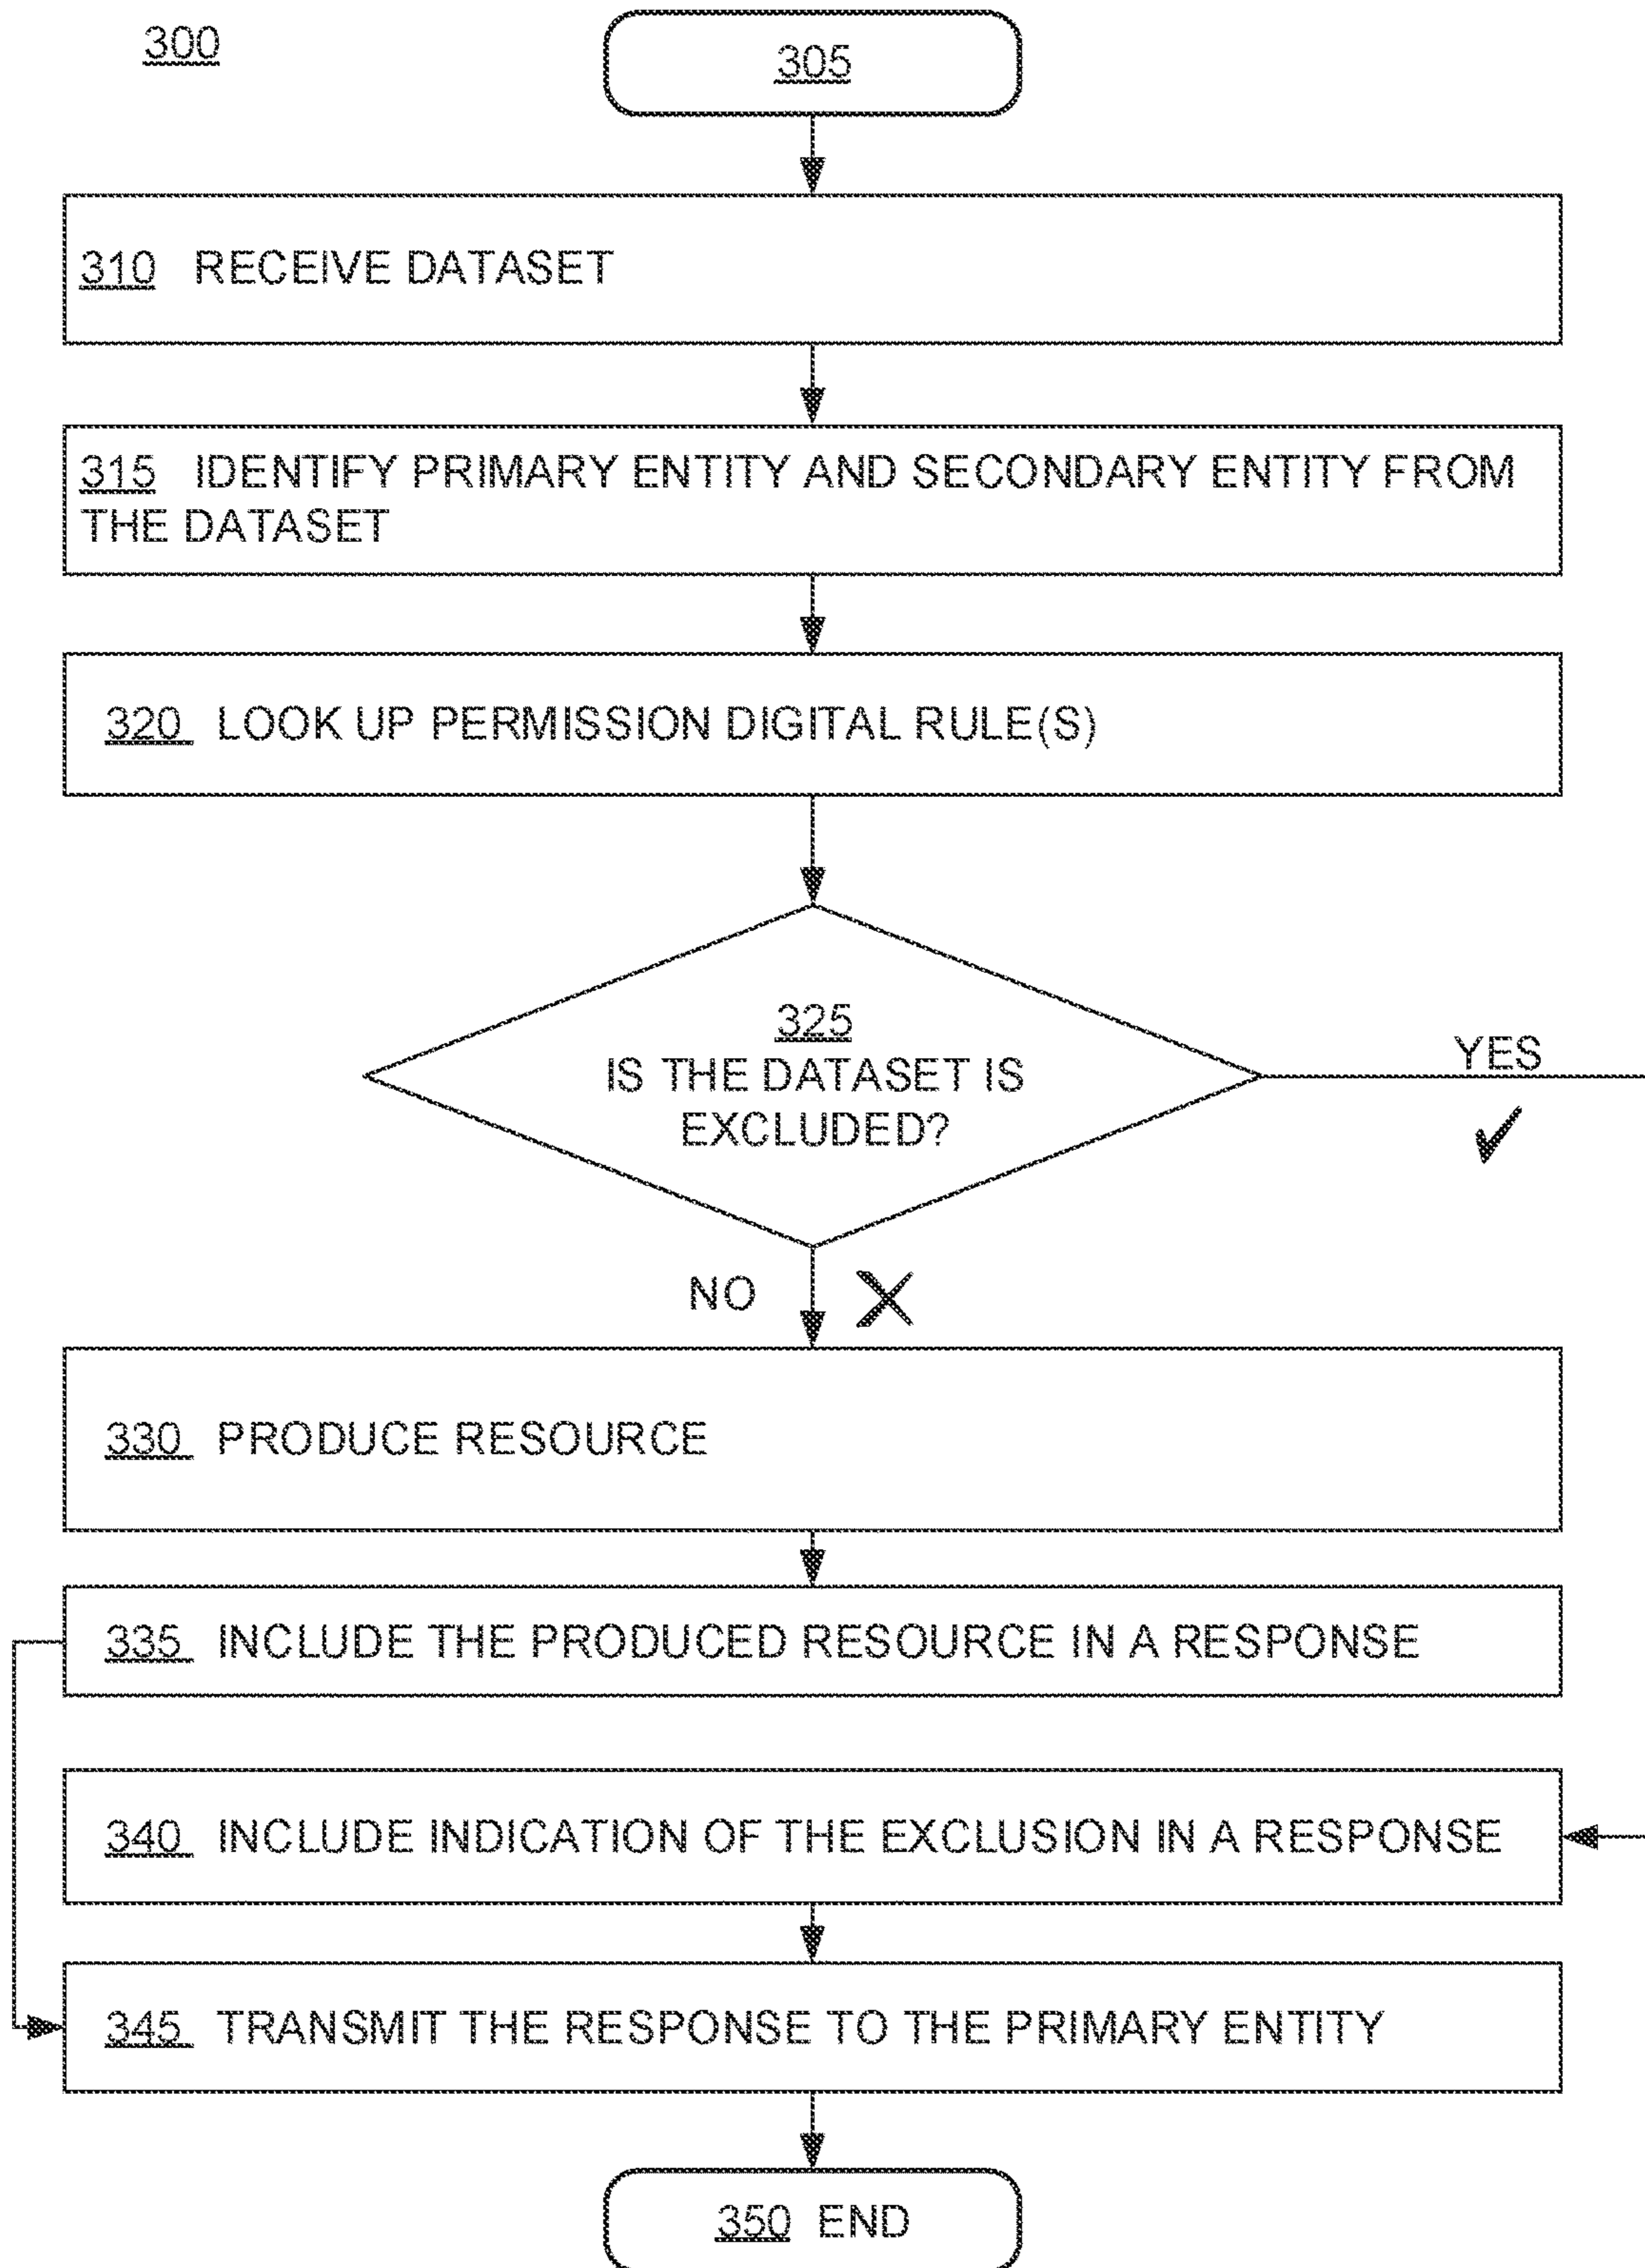 300
305
310 RECEIVE DATASET
315 IDENTIFY PRIMARY ENTITY AND SECONDARY ENTITY FROM
THE DATASET
320 LOOK UP PERMISSION DIGITAL RULE(S)
325
IS THE DATASET IS
EXCLUDED?
YES
NO
330 PRODUCE RESOURCE
335 INCLUDE THE PRODUCED RESOURCE IN A RESPONSE
340 INCLUDE INDICATION OF THE EXCLUSION IN A RESPONSE
345 TRANSMIT THE RESPONSE TO THE PRIMARY ENTITY
350 END